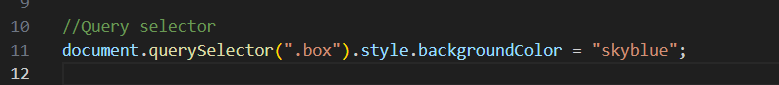 9
10 //Query selector
11 document.querySelector(".box").style.backgroundColor = "skyblue";
12